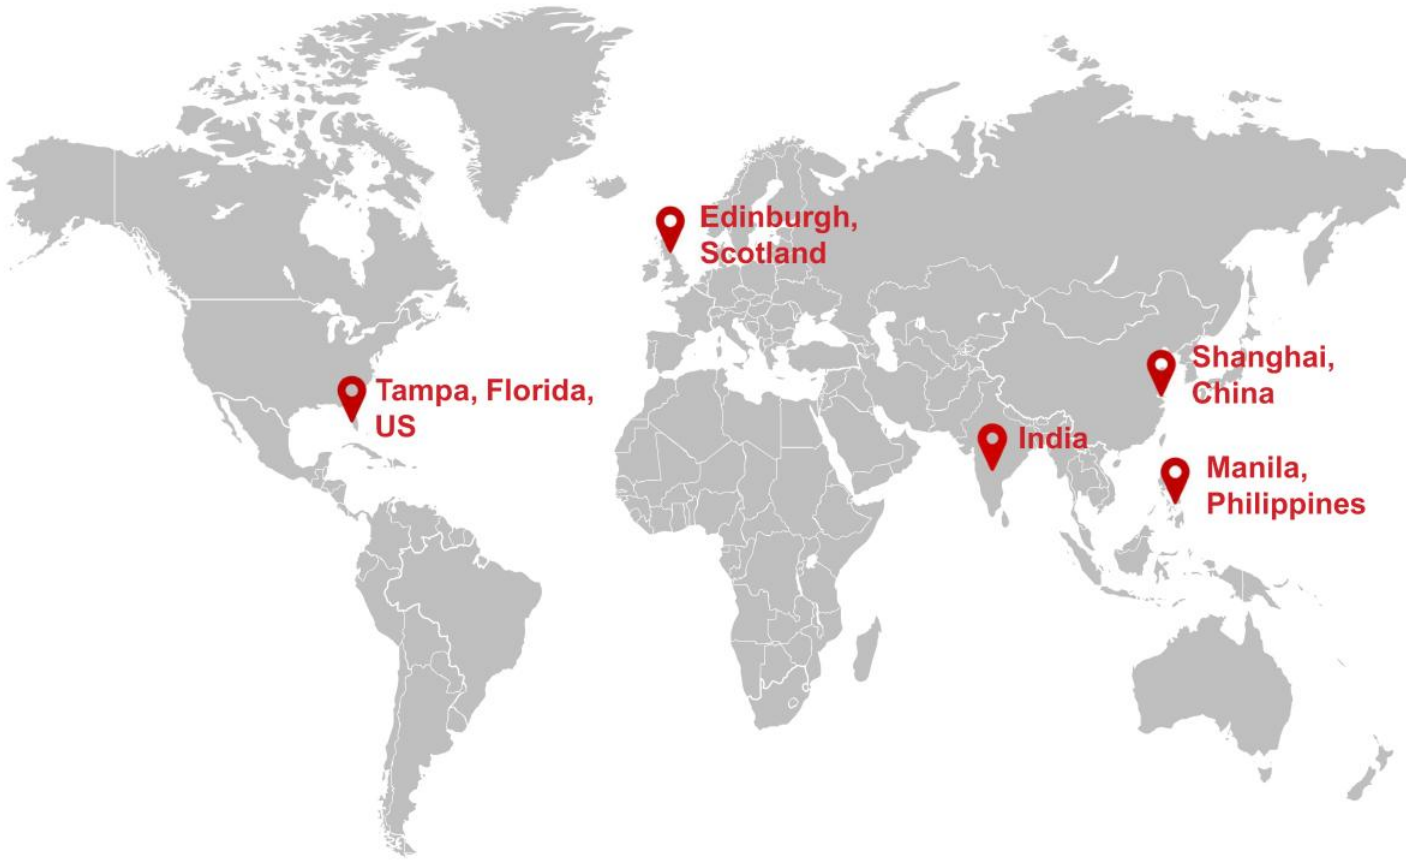 Edinburgh,
Scotland
Tampa, Florida,
US
Shanghai,
China
India
Manila,
Philippines